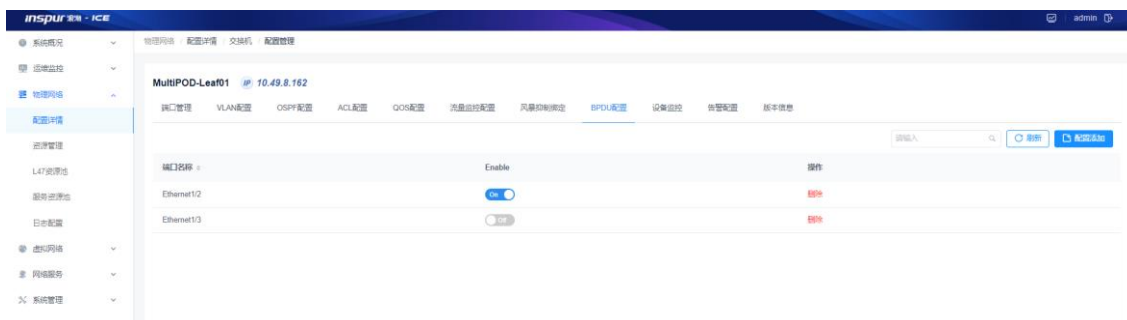 inspur 浪潮 - ICE
admin
系统概况
运维监控
物理网络
配置详情
资源管理
L47资源池
服务资源池
日志配置
虚拟网络
网络服务
系统管理
物理网络 / 配置详情 / 交换机 / 配置管理
MultiPOD-Leaf01 IP 10.49.8.162
端口管理 VLAN配置 OSPF配置 ACL配置 QOS配置 流量监控配置 风暴抑制绑定 BPDU配置 设备监控 告警配置 版本信息
请输入 刷新 配置添加
端口名称 Enable 操作
Ethernet1/2 On 删除
Ethernet1/3 Off 删除